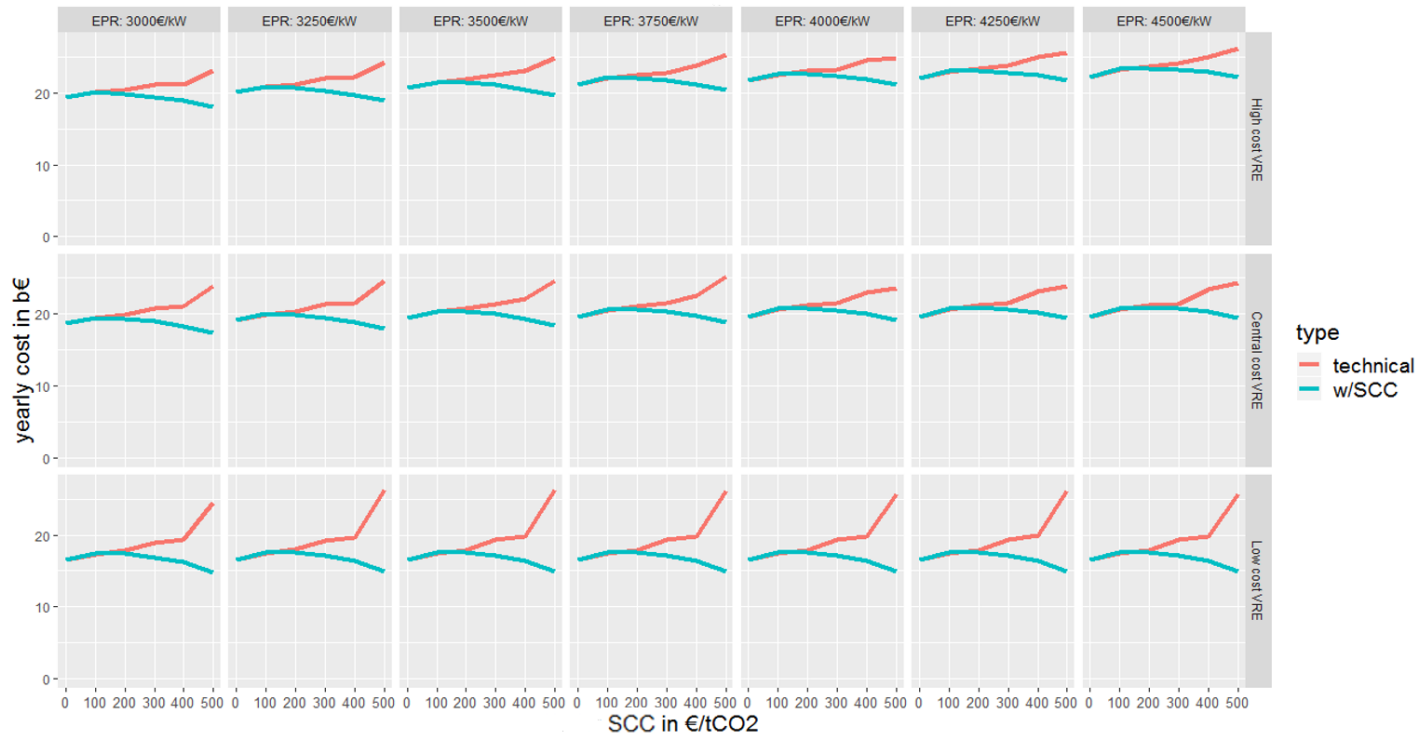 EPR: 3000€/kW EPR: 3250€/kW EPR: 3500€/kW EPR: 3750€/kW EPR: 4000€/kW EPR: 4250€/kW EPR: 4500€/kW
20
10
0
High cost VRE
20
10
0
Central cost VRE
20
10
0
Low cost VRE
yearly cost in b€
0 100 200 300 400 500 0 100 200 300 400 500 0 100 200 300 400 500 0 100 200 300 400 500 0 100 200 300 400 500 0 100 200 300 400 500 0 100 200 300 400 500
SCC in €/tCO2
type
technical
w/SCC